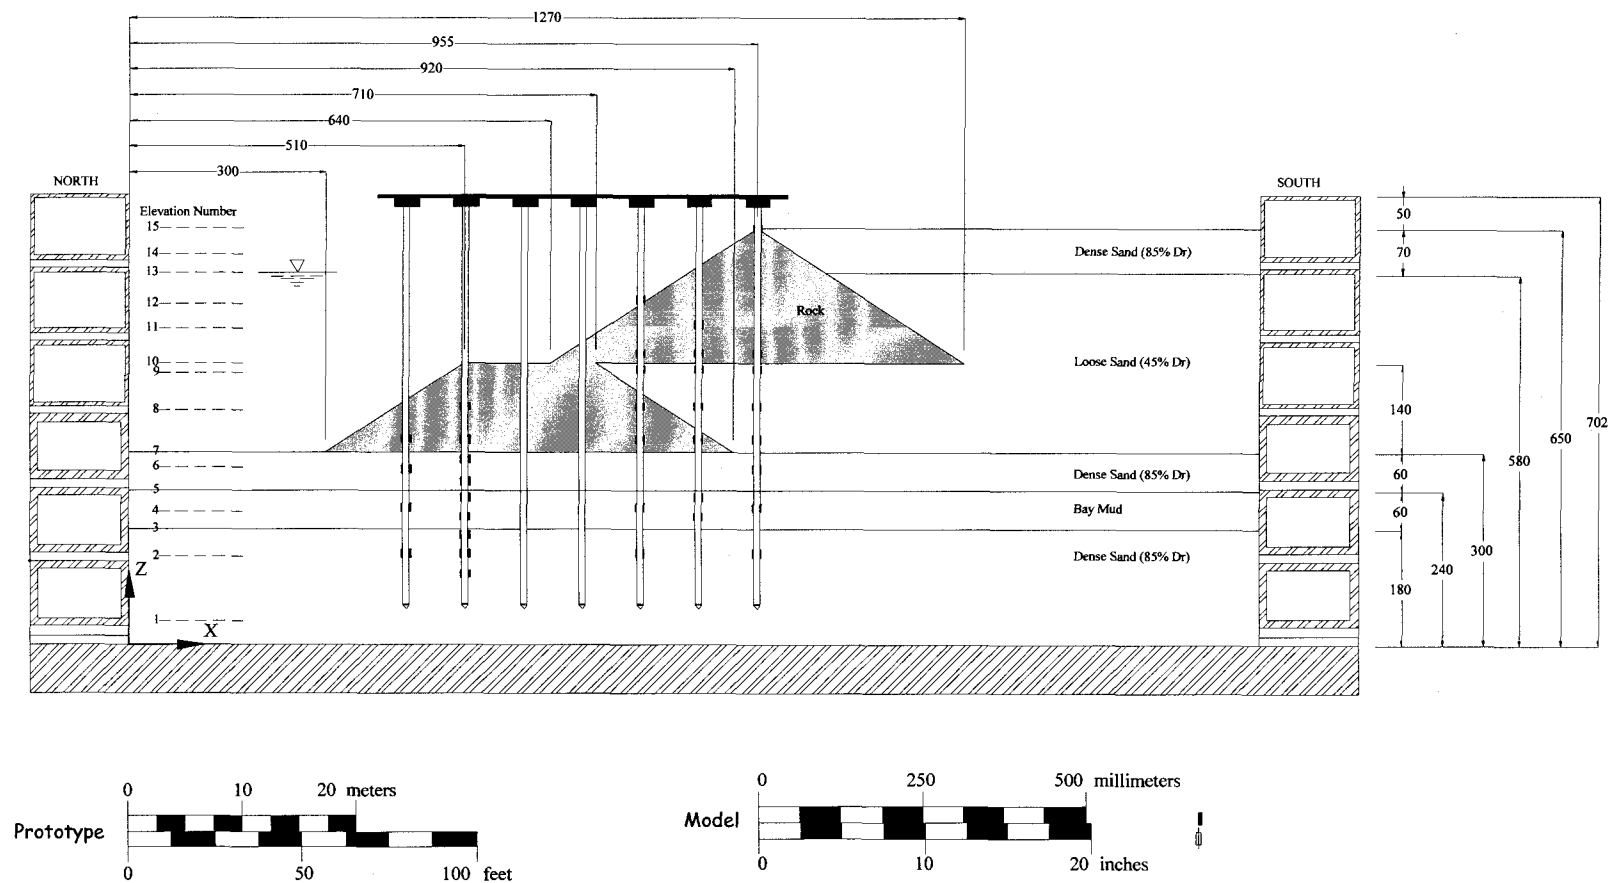 1270
955
920
710
640
510
300
NORTH
SOUTH
Elevation Number
15
14
13
12
11
10
9
8
7
6
5
4
3
2
1
Z
X
Rock
Dense Sand (85% Dr)
Loose Sand (45% Dr)
Dense Sand (85% Dr)
Bay Mud
Dense Sand (85% Dr)
50
70
140
60
60
180
240
300
580
650
702
Prototype
0 10 20 meters
0 50 100 feet
Model
0 250 500 millimeters
0 10 20 inches